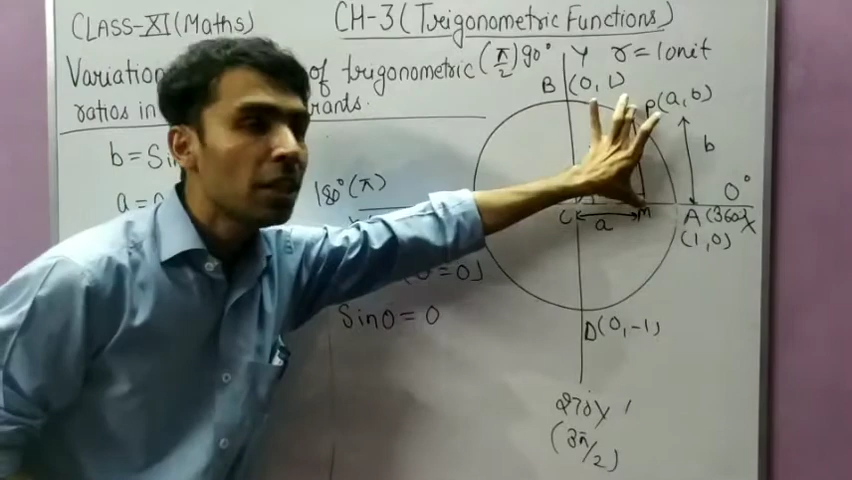 CLASS-XI (Maths)
CH-3 (Trigonometric Functions)
Variation of trigonometric
ratios in
(π/2) 90° Y r = 1 unit
B (0, 1)
P(a, b)
b = Sin
a =
180° (π)
b
0°
C a M A (360) X
(1, 0)
Sin0 = 0
D (0, -1)
270 Y'
(3π/2)